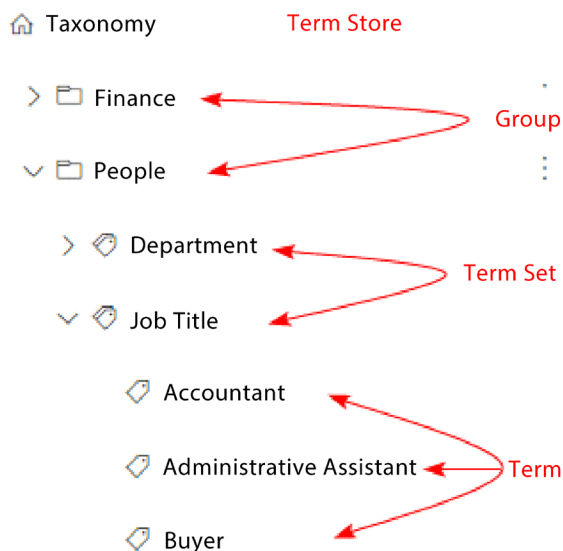 Taxonomy
Term Store
Finance
Group
People
Department
Term Set
Job Title
Accountant
Administrative Assistant
Term
Buyer